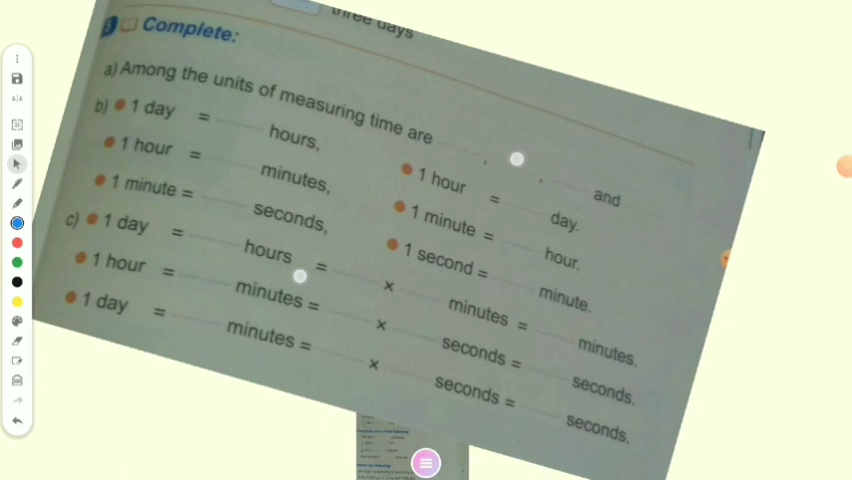 three days
5 Complete:
a) Among the units of measuring time are ........ , ........ , ........ and ........
b) • 1 day = ........ hours, • 1 hour = ........ day.
• 1 hour = ........ minutes, • 1 minute = ........ hour.
• 1 minute = ........ seconds, • 1 second = ........ minute.
c) • 1 day = ........ hours = ........ × ........ minutes = ........ minutes.
• 1 hour = ........ minutes = ........ × ........ seconds = ........ seconds.
• 1 day = ........ minutes = ........ × ........ seconds = ........ seconds.